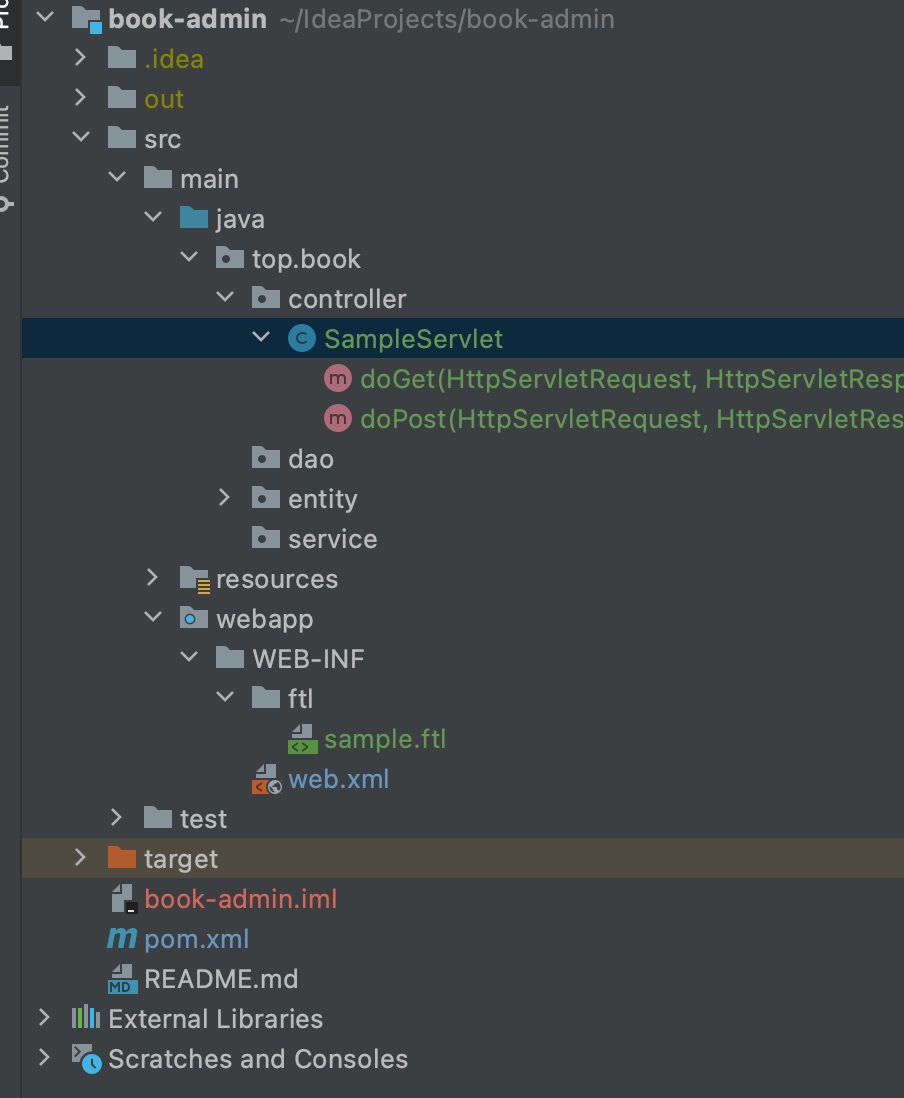 book-admin ~/IdeaProjects/book-admin
.idea
out
src
Commit
main
java
top.book
controller
SampleServlet
doGet(HttpServletRequest, HttpServletResp
doPost(HttpServletRequest, HttpServletRes
dao
entity
service
resources
webapp
WEB-INF
ftl
sample.ftl
web.xml
test
target
book-admin.iml
pom.xml
README.md
External Libraries
Scratches and Consoles